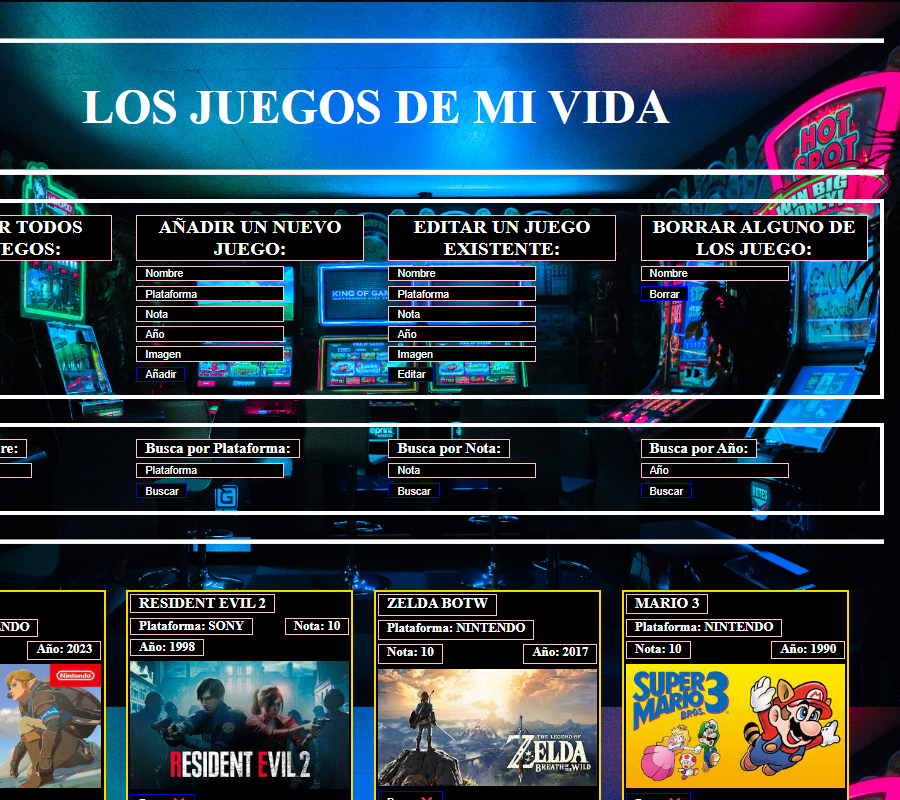 LOS JUEGOS DE MI VIDA
HOT
SPOT
WIN BIG
MONEY!
R TODOS
EGOS:
AÑADIR UN NUEVO
JUEGO:
Nombre
Plataforma
Nota
Año
Imagen
Añadir
EDITAR UN JUEGO
EXISTENTE:
Nombre
Plataforma
Nota
Año
Imagen
Editar
BORRAR ALGUNO DE
LOS JUEGO:
Nombre
Borrar
KING OF GAM
re:
Busca por Plataforma:
Plataforma
Buscar
Busca por Nota:
Nota
Buscar
Busca por Año:
Año
Buscar
NDO
Año: 2023
Nintendo
RESIDENT EVIL 2
Plataforma: SONY
Nota: 10
Año: 1998
RESIDENT EVIL 2
ZELDA BOTW
Plataforma: NINTENDO
Nota: 10
Año: 2017
THE LEGEND OF
ZELDA
BREATH OF THE WILD
MARIO 3
Plataforma: NINTENDO
Nota: 10
Año: 1990
SUPER
MARIO 3
BROS